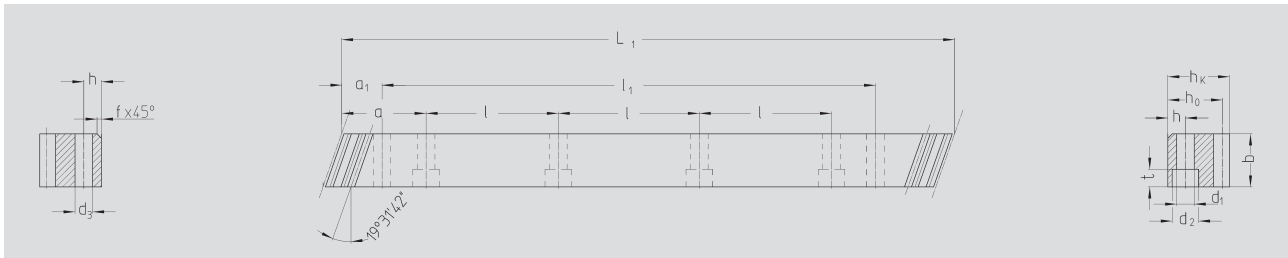 h
f x 45°
d₃
L₁
a₁ l₁
a l l l
19°31'42"
hₖ
h₀
h
b
t
d₁
d₂